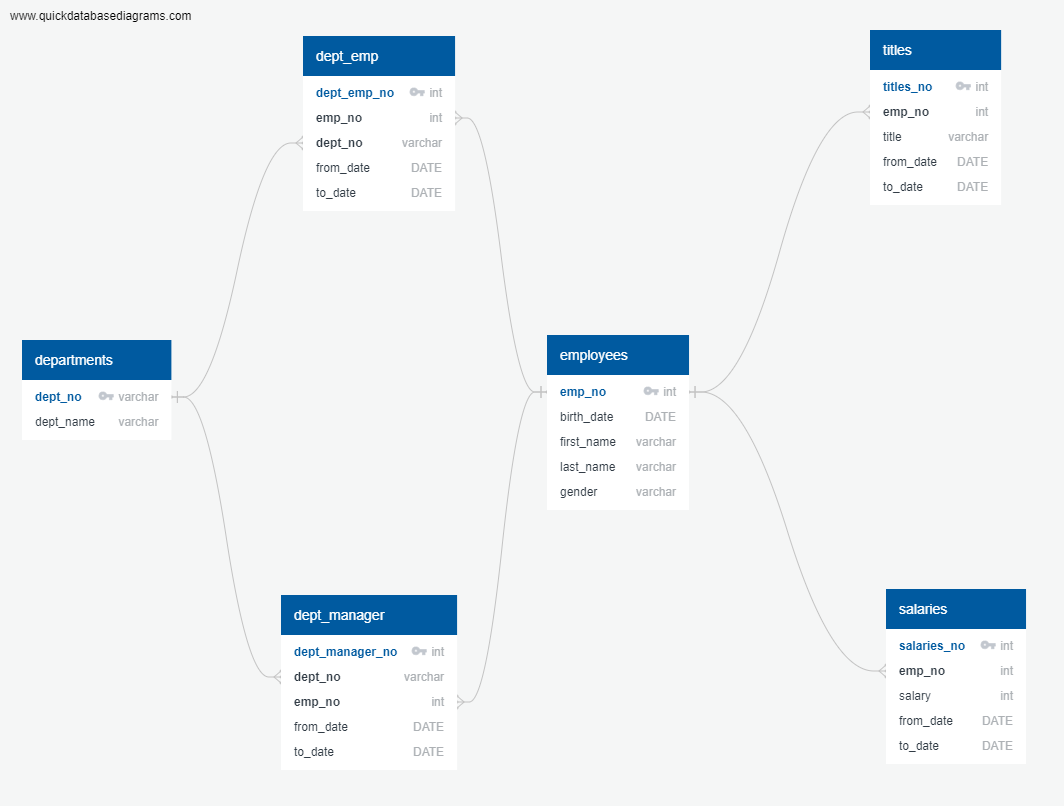 www.quickdatabasediagrams.com
dept_emp
dept_emp_no int
emp_no int
dept_no varchar
from_date DATE
to_date DATE
titles
titles_no int
emp_no int
title varchar
from_date DATE
to_date DATE
departments
dept_no varchar
dept_name varchar
employees
emp_no int
birth_date DATE
first_name varchar
last_name varchar
gender varchar
dept_manager
dept_manager_no int
dept_no varchar
emp_no int
from_date DATE
to_date DATE
salaries
salaries_no int
emp_no int
salary int
from_date DATE
to_date DATE